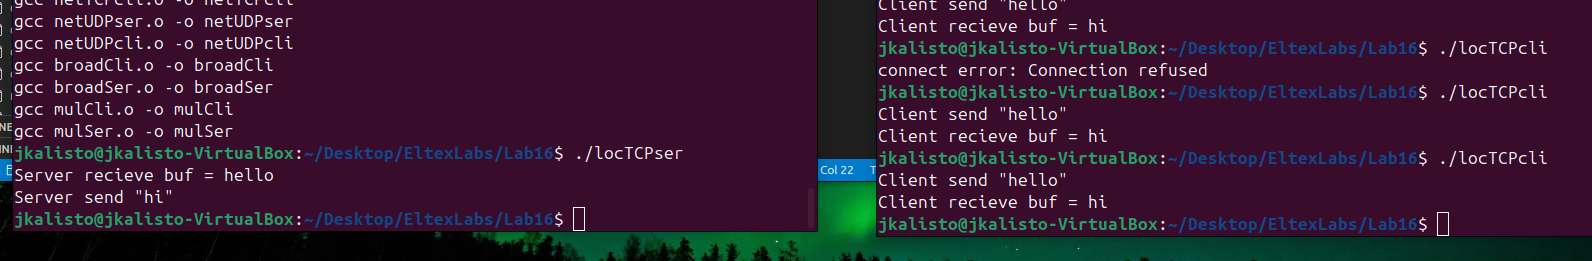 gcc netUDPser.o -o netUDPser
gcc netUDPcli.o -o netUDPcli
gcc broadCli.o -o broadCli
gcc broadSer.o -o broadSer
gcc mulCli.o -o mulCli
gcc mulSer.o -o mulSer
jkalisto@jkalisto-VirtualBox:~/Desktop/EltexLabs/Lab16$ ./locTCPser
Server recieve buf = hello
Server send "hi"
jkalisto@jkalisto-VirtualBox:~/Desktop/EltexLabs/Lab16$
Col 22
Client send "hello"
Client recieve buf = hi
jkalisto@jkalisto-VirtualBox:~/Desktop/EltexLabs/Lab16$ ./locTCPcli
connect error: Connection refused
jkalisto@jkalisto-VirtualBox:~/Desktop/EltexLabs/Lab16$ ./locTCPcli
Client send "hello"
Client recieve buf = hi
jkalisto@jkalisto-VirtualBox:~/Desktop/EltexLabs/Lab16$ ./locTCPcli
Client send "hello"
Client recieve buf = hi
jkalisto@jkalisto-VirtualBox:~/Desktop/EltexLabs/Lab16$